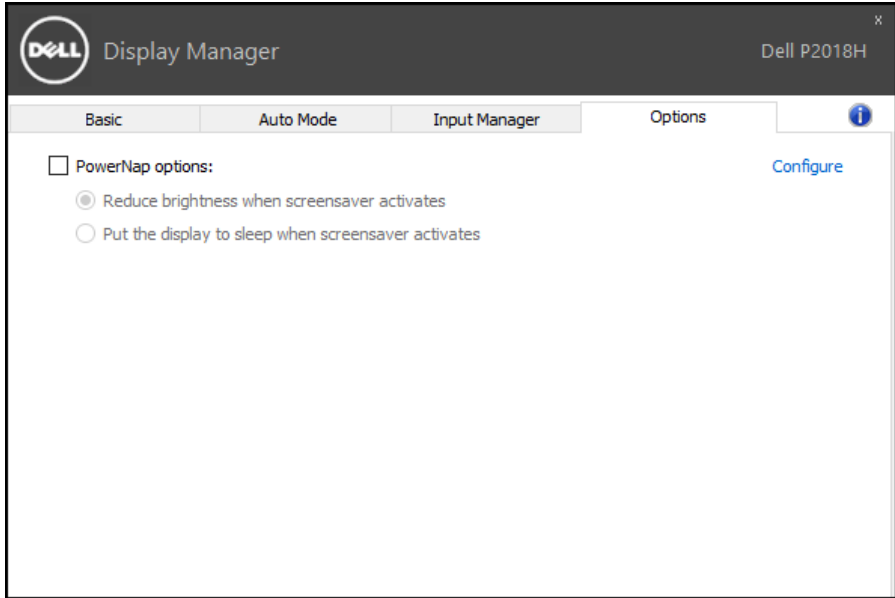 DELL Display Manager
x
Dell P2018H
Basic Auto Mode Input Manager Options i
PowerNap options: Configure
Reduce brightness when screensaver activates
Put the display to sleep when screensaver activates